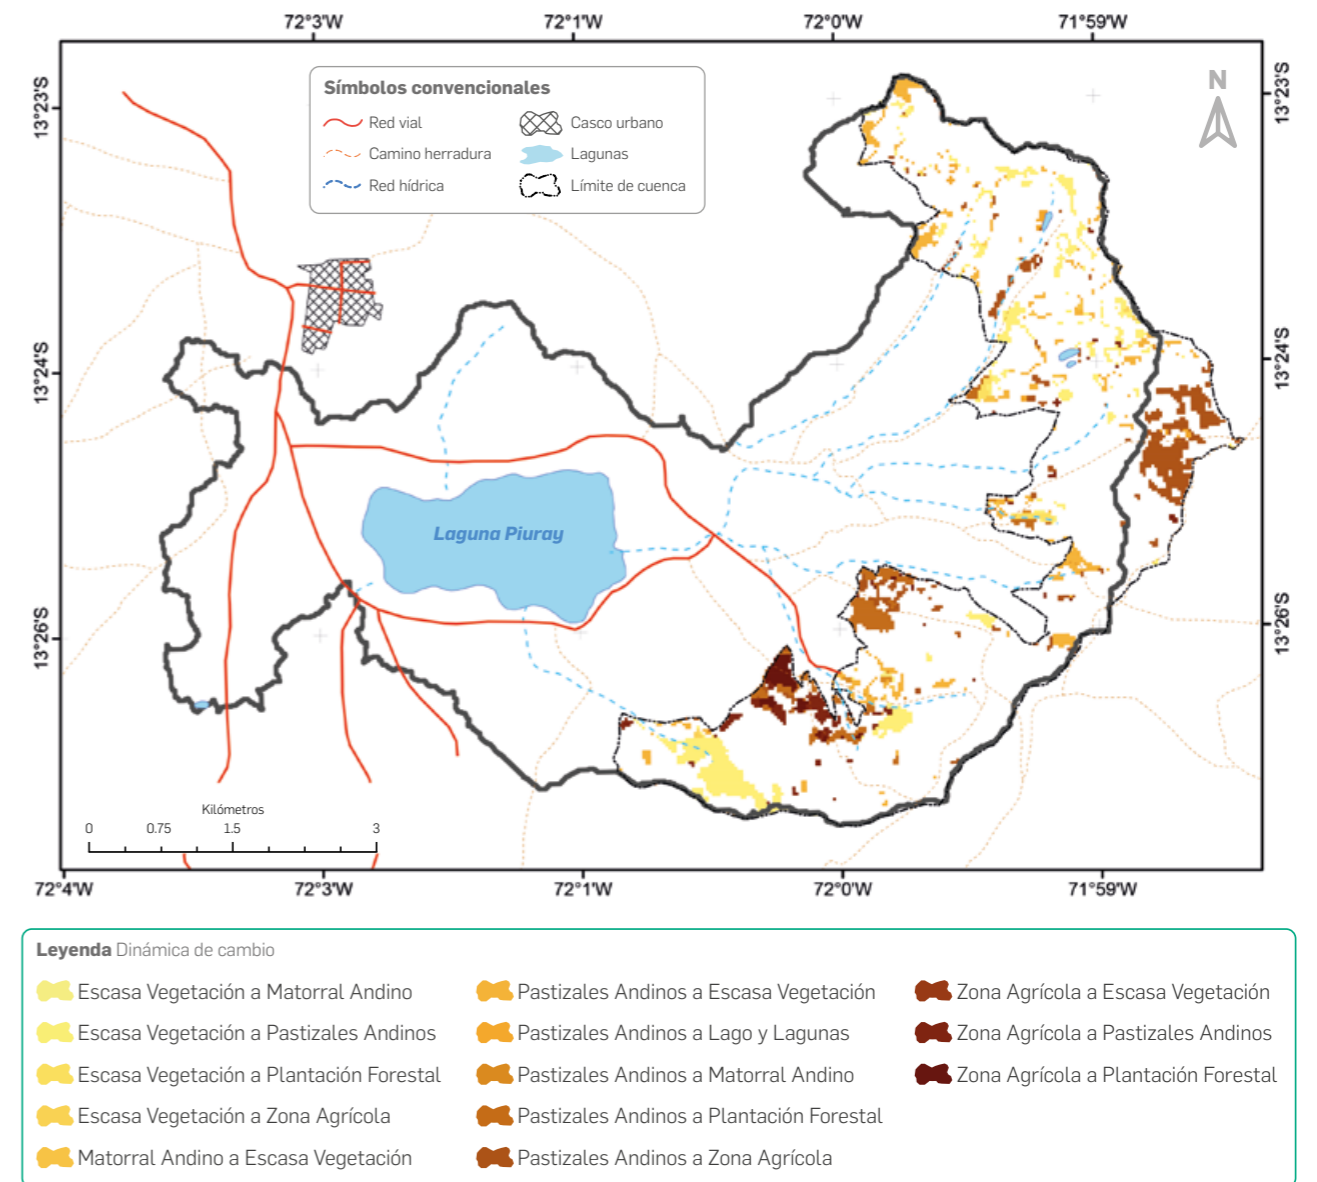 72°3'W 72°1'W 72°0'W 71°59'W
13°23'S
13°23'S
N
Símbolos convencionales
Red vial
Casco urbano
Camino herradura
Lagunas
Red hídrica
Límite de cuenca
13°24'S
13°24'S
Laguna Piuray
13°26'S
13°26'S
Kilómetros
0 0.75 1.5 3
72°4'W 72°3'W 72°1'W 72°0'W 71°59'W
Leyenda Dinámica de cambio
Escasa Vegetación a Matorral Andino
Escasa Vegetación a Pastizales Andinos
Escasa Vegetación a Plantación Forestal
Escasa Vegetación a Zona Agrícola
Matorral Andino a Escasa Vegetación
Pastizales Andinos a Escasa Vegetación
Pastizales Andinos a Lago y Lagunas
Pastizales Andinos a Matorral Andino
Pastizales Andinos a Plantación Forestal
Pastizales Andinos a Zona Agrícola
Zona Agrícola a Escasa Vegetación
Zona Agrícola a Pastizales Andinos
Zona Agrícola a Plantación Forestal